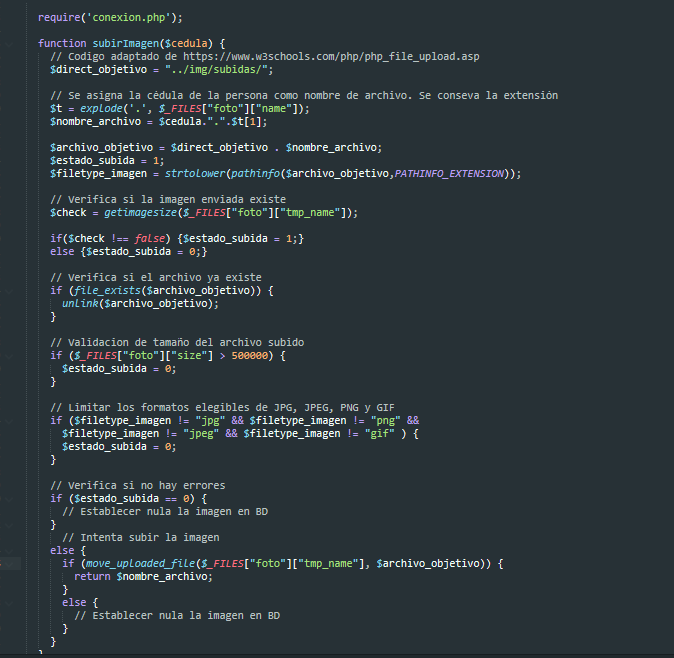 require('conexion.php');
function subirImagen($cedula) {
// Codigo adaptado de https://www.w3schools.com/php/php_file_upload.asp
$direct_objetivo = "../img/subidas/";
// Se asigna la cédula de la persona como nombre de archivo. Se conseva la extensión
$t = explode('.', $_FILES["foto"]["name"]);
$nombre_archivo = $cedula.".".$t[1];
$archivo_objetivo = $direct_objetivo . $nombre_archivo;
$estado_subida = 1;
$filetype_imagen = strtolower(pathinfo($archivo_objetivo,PATHINFO_EXTENSION));
// Verifica si la imagen enviada existe
$check = getimagesize($_FILES["foto"]["tmp_name"]);
if($check !== false) {$estado_subida = 1;}
else {$estado_subida = 0;}
// Verifica si el archivo ya existe
if (file_exists($archivo_objetivo)) {
unlink($archivo_objetivo);
}
// Validacion de tamaño del archivo subido
if ($_FILES["foto"]["size"] > 500000) {
$estado_subida = 0;
}
// Limitar los formatos elegibles de JPG, JPEG, PNG y GIF
if ($filetype_imagen != "jpg" && $filetype_imagen != "png" &&
$filetype_imagen != "jpeg" && $filetype_imagen != "gif" ) {
$estado_subida = 0;
}
// Verifica si no hay errores
if ($estado_subida == 0) {
// Establecer nula la imagen en BD
}
// Intenta subir la imagen
else {
if (move_uploaded_file($_FILES["foto"]["tmp_name"], $archivo_objetivo)) {
return $nombre_archivo;
}
else {
// Establecer nula la imagen en BD
}
}
}